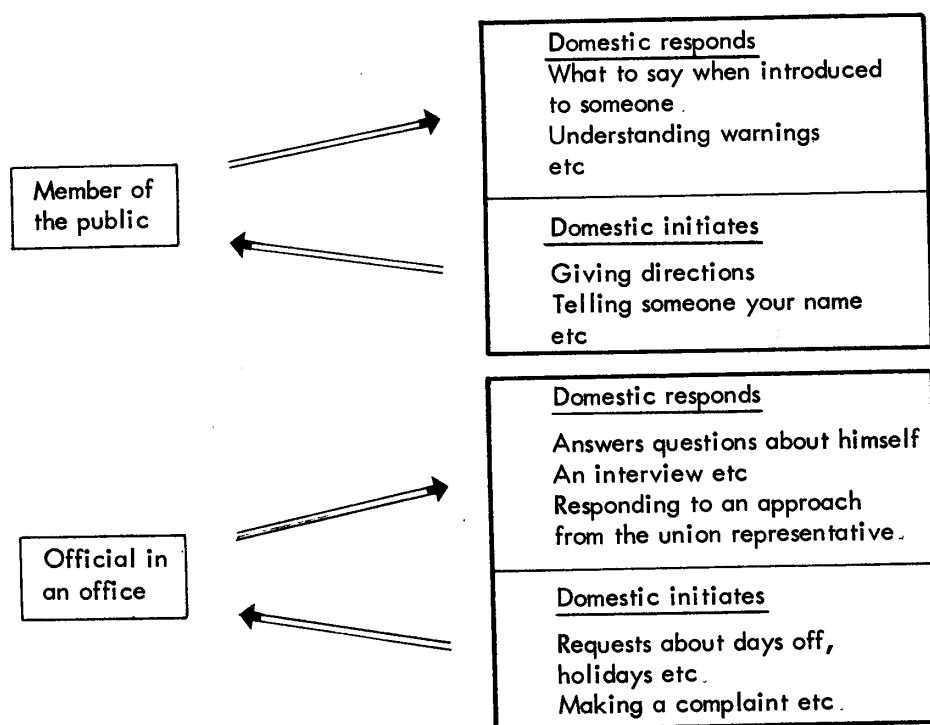 Domestic responds
What to say when introduced
to someone.
Understanding warnings
etc
Member of
the public
Domestic initiates
Giving directions
Telling someone your name
etc
Domestic responds
Answers questions about himself
An interview etc
Responding to an approach
from the union representative.
Official in
an office
Domestic initiates
Requests about days off,
holidays etc.
Making a complaint etc.